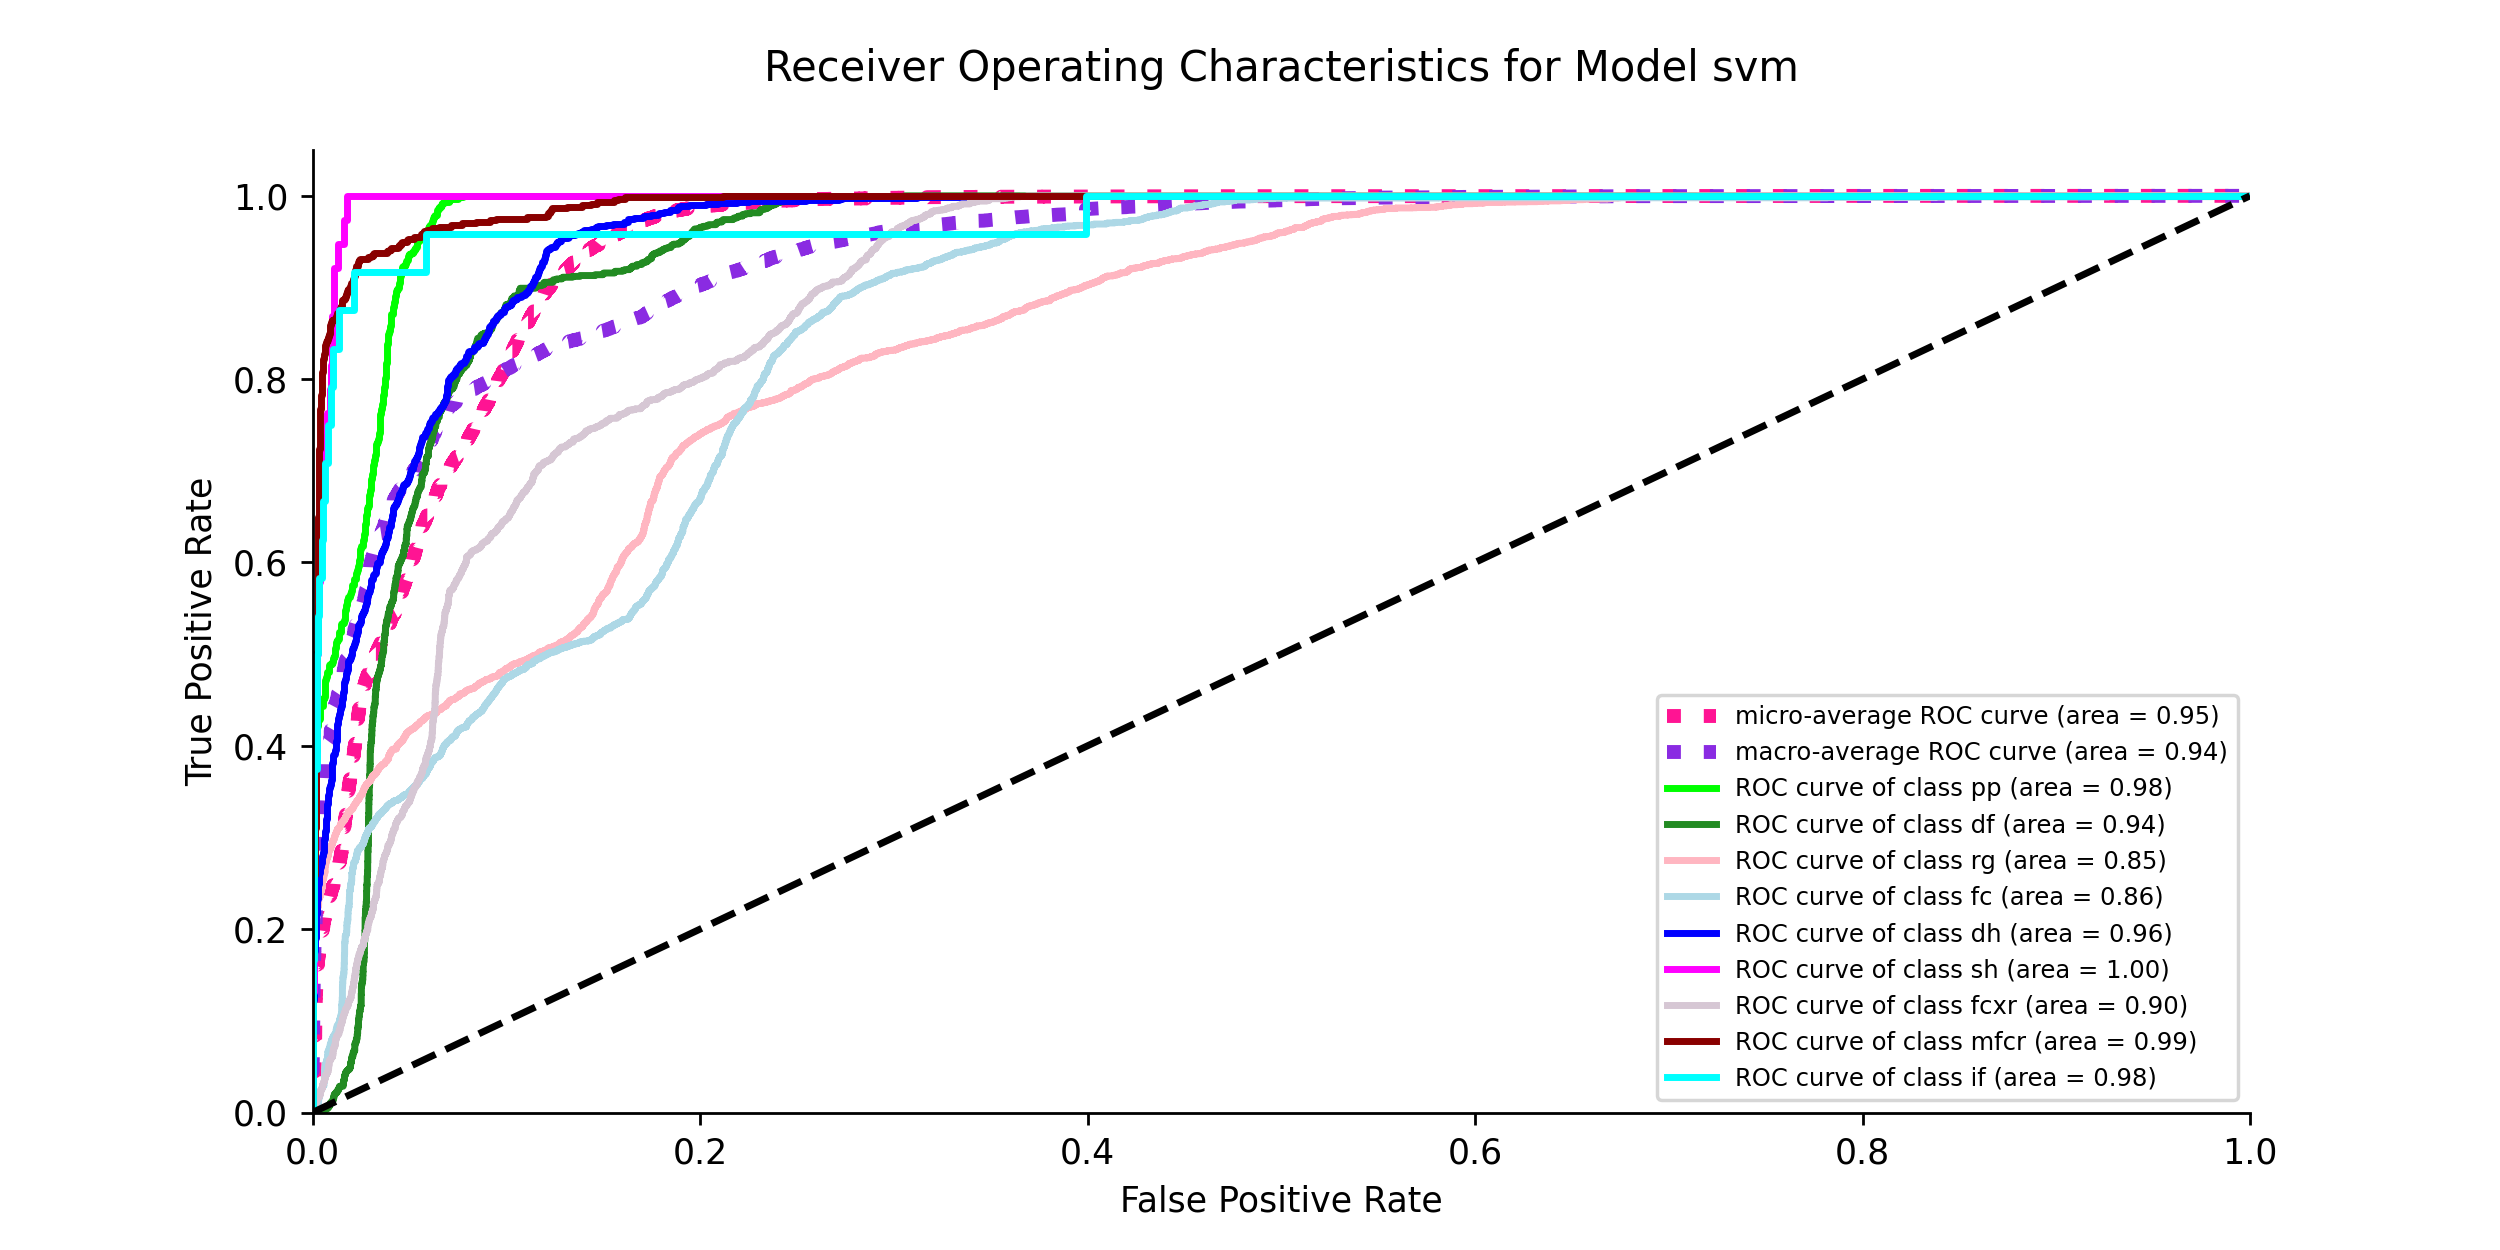 Receiver Operating Characteristics for Model svm
1.0
0.8
0.6
0.4
0.2
0.0
True Positive Rate
micro-average ROC curve (area = 0.95)
macro-average ROC curve (area = 0.94)
ROC curve of class pp (area = 0.98)
ROC curve of class df (area = 0.94)
ROC curve of class rg (area = 0.85)
ROC curve of class fc (area = 0.86)
ROC curve of class dh (area = 0.96)
ROC curve of class sh (area = 1.00)
ROC curve of class fcxr (area = 0.90)
ROC curve of class mfcr (area = 0.99)
ROC curve of class if (area = 0.98)
0.0 0.2 0.4 0.6 0.8 1.0
False Positive Rate